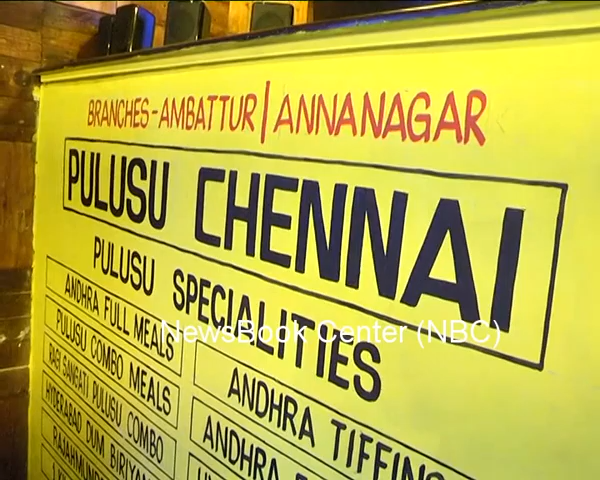 BRANCHES-AMBATTUR|ANNANAGAR
PULUSU CHENNAI
PULUSU SPECIALITIES
NewsBook Center (NBC)
ANDHRA FULL MEALS
PULUSU COMBO MEALS
RAGI SANGATI PULUSU COMBO
HYDERABAD DUM
ANDHRA TIFFINS
ANDHRA